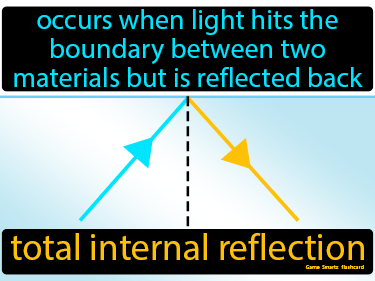 occurs when light hits the
boundary between two
materials but is reflected back
total internal reflection
Game Smartz flashcard